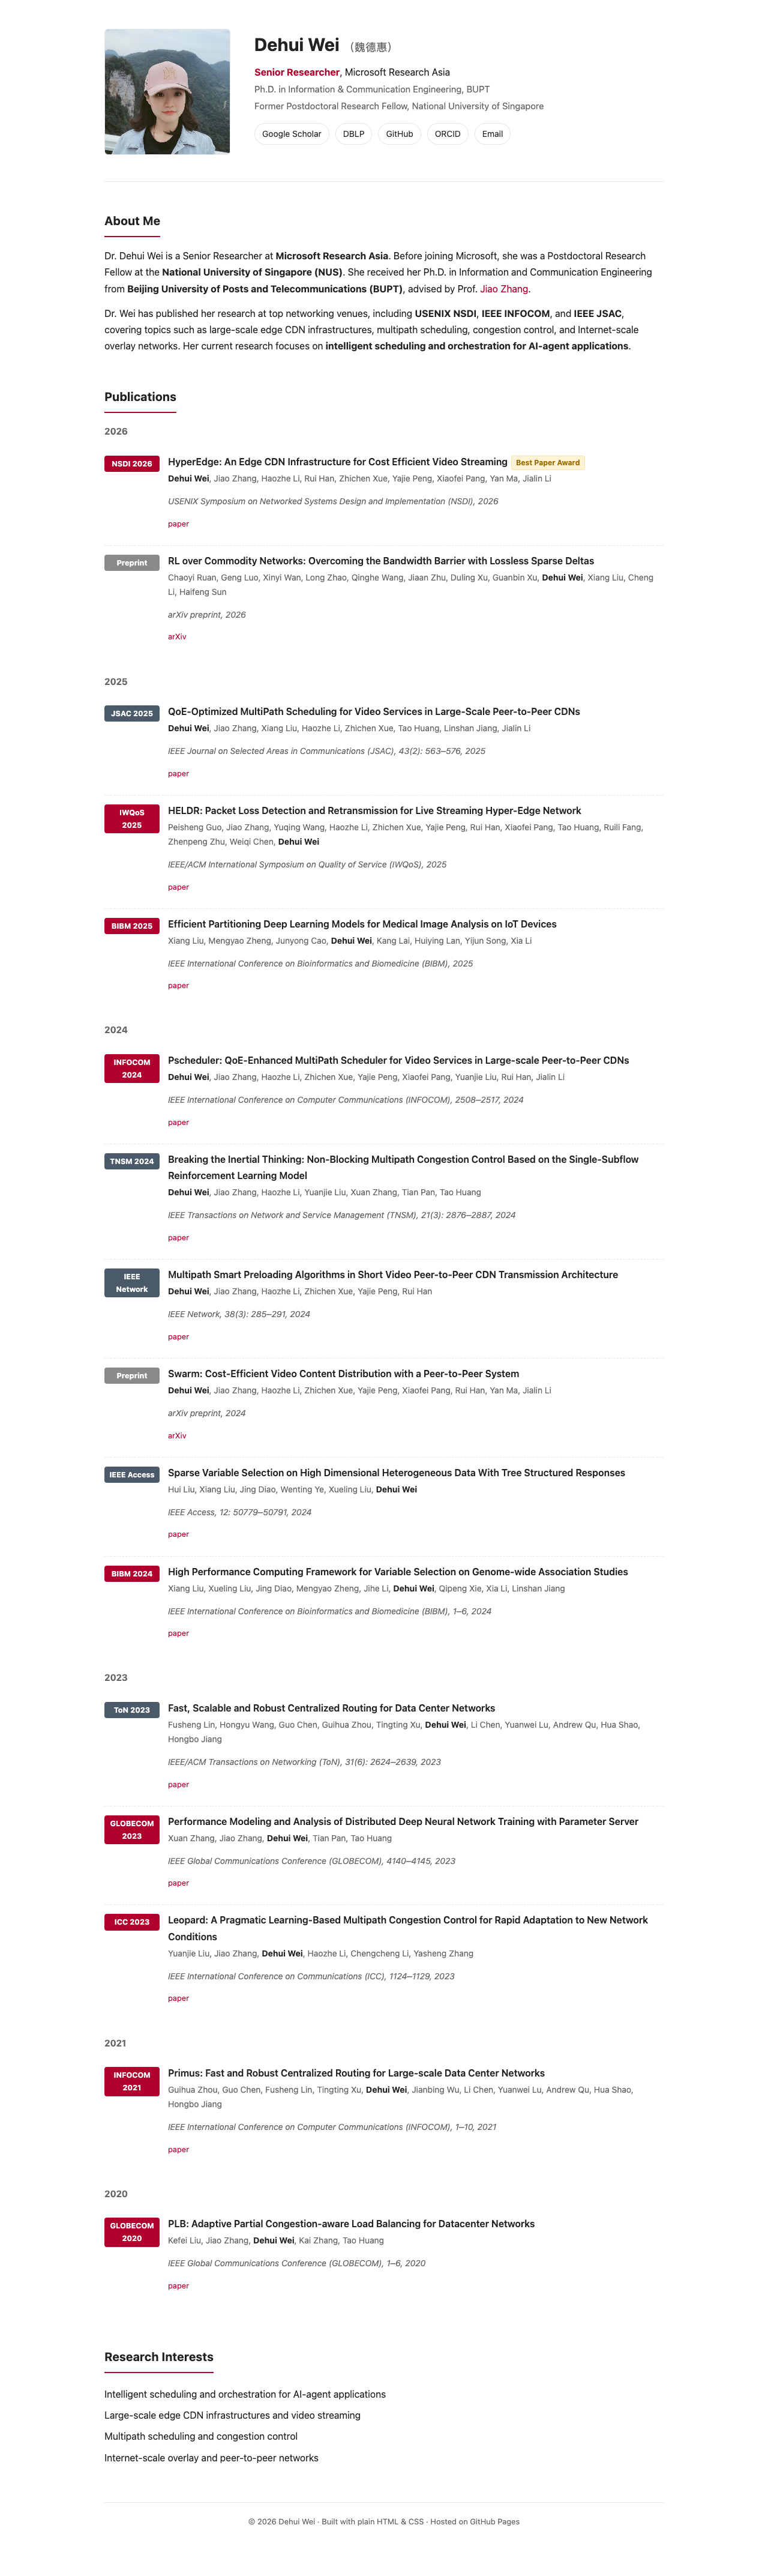 Dehui Wei （魏德惠）
Senior Researcher, Microsoft Research Asia
Ph.D. in Information & Communication Engineering, BUPT
Former Postdoctoral Research Fellow, National University of Singapore
Google Scholar DBLP GitHub ORCID Email
About Me
Dr. Dehui Wei is a Senior Researcher at Microsoft Research Asia. Before joining Microsoft, she was a Postdoctoral Research
Fellow at the National University of Singapore (NUS). She received her Ph.D. in Information and Communication Engineering
from Beijing University of Posts and Telecommunications (BUPT), advised by Prof. Jiao Zhang.
Dr. Wei has published her research at top networking venues, including USENIX NSDI, IEEE INFOCOM, and IEEE JSAC,
covering topics such as large-scale edge CDN infrastructures, multipath scheduling, congestion control, and Internet-scale
overlay networks. Her current research focuses on intelligent scheduling and orchestration for AI-agent applications.
Publications
2026
NSDI 2026
HyperEdge: An Edge CDN Infrastructure for Cost Efficient Video Streaming Best Paper Award
Dehui Wei, Jiao Zhang, Haozhe Li, Rui Han, Zhichen Xue, Yajie Peng, Xiaofei Pang, Yan Ma, Jialin Li
USENIX Symposium on Networked Systems Design and Implementation (NSDI), 2026
paper
Preprint
RL over Commodity Networks: Overcoming the Bandwidth Barrier with Lossless Sparse Deltas
Chaoyi Ruan, Geng Luo, Xinyi Wan, Long Zhao, Qinghe Wang, Jiaan Zhu, Duling Xu, Guanbin Xu, Dehui Wei, Xiang Liu, Cheng
Li, Haifeng Sun
arXiv preprint, 2026
arXiv
2025
JSAC 2025
QoE-Optimized MultiPath Scheduling for Video Services in Large-Scale Peer-to-Peer CDNs
Dehui Wei, Jiao Zhang, Xiang Liu, Haozhe Li, Zhichen Xue, Tao Huang, Linshan Jiang, Jialin Li
IEEE Journal on Selected Areas in Communications (JSAC), 43(2): 563–576, 2025
paper
IWQoS
2025
HELDR: Packet Loss Detection and Retransmission for Live Streaming Hyper-Edge Network
Peisheng Guo, Jiao Zhang, Yuqing Wang, Haozhe Li, Zhichen Xue, Yajie Peng, Rui Han, Xiaofei Pang, Tao Huang, Ruili Fang,
Zhenpeng Zhu, Weiqi Chen, Dehui Wei
IEEE/ACM International Symposium on Quality of Service (IWQoS), 2025
paper
BIBM 2025
Efficient Partitioning Deep Learning Models for Medical Image Analysis on IoT Devices
Xiang Liu, Mengyao Zheng, Junyong Cao, Dehui Wei, Kang Lai, Huiying Lan, Yijun Song, Xia Li
IEEE International Conference on Bioinformatics and Biomedicine (BIBM), 2025
paper
2024
INFOCOM
2024
Pscheduler: QoE-Enhanced MultiPath Scheduler for Video Services in Large-scale Peer-to-Peer CDNs
Dehui Wei, Jiao Zhang, Haozhe Li, Zhichen Xue, Yajie Peng, Xiaofei Pang, Yuanjie Liu, Rui Han, Jialin Li
IEEE International Conference on Computer Communications (INFOCOM), 2508–2517, 2024
paper
TNSM 2024
Breaking the Inertial Thinking: Non-Blocking Multipath Congestion Control Based on the Single-Subflow
Reinforcement Learning Model
Dehui Wei, Jiao Zhang, Haozhe Li, Yuanjie Liu, Xuan Zhang, Tian Pan, Tao Huang
IEEE Transactions on Network and Service Management (TNSM), 21(3): 2876–2887, 2024
paper
IEEE
Network
Multipath Smart Preloading Algorithms in Short Video Peer-to-Peer CDN Transmission Architecture
Dehui Wei, Jiao Zhang, Haozhe Li, Zhichen Xue, Yajie Peng, Rui Han
IEEE Network, 38(3): 285–291, 2024
paper
Preprint
Swarm: Cost-Efficient Video Content Distribution with a Peer-to-Peer System
Dehui Wei, Jiao Zhang, Haozhe Li, Zhichen Xue, Yajie Peng, Xiaofei Pang, Rui Han, Yan Ma, Jialin Li
arXiv preprint, 2024
arXiv
IEEE Access
Sparse Variable Selection on High Dimensional Heterogeneous Data With Tree Structured Responses
Hui Liu, Xiang Liu, Jing Diao, Wenting Ye, Xueling Liu, Dehui Wei
IEEE Access, 12: 50779–50791, 2024
paper
BIBM 2024
High Performance Computing Framework for Variable Selection on Genome-wide Association Studies
Xiang Liu, Xueling Liu, Jing Diao, Mengyao Zheng, Jihe Li, Dehui Wei, Qipeng Xie, Xia Li, Linshan Jiang
IEEE International Conference on Bioinformatics and Biomedicine (BIBM), 1–6, 2024
paper
2023
ToN 2023
Fast, Scalable and Robust Centralized Routing for Data Center Networks
Fusheng Lin, Hongyu Wang, Guo Chen, Guihua Zhou, Tingting Xu, Dehui Wei, Li Chen, Yuanwei Lu, Andrew Qu, Hua Shao,
Hongbo Jiang
IEEE/ACM Transactions on Networking (ToN), 31(6): 2624–2639, 2023
paper
GLOBECOM
2023
Performance Modeling and Analysis of Distributed Deep Neural Network Training with Parameter Server
Xuan Zhang, Jiao Zhang, Dehui Wei, Tian Pan, Tao Huang
IEEE Global Communications Conference (GLOBECOM), 4140–4145, 2023
paper
ICC 2023
Leopard: A Pragmatic Learning-Based Multipath Congestion Control for Rapid Adaptation to New Network
Conditions
Yuanjie Liu, Jiao Zhang, Dehui Wei, Haozhe Li, Chengcheng Li, Yasheng Zhang
IEEE International Conference on Communications (ICC), 1124–1129, 2023
paper
2021
INFOCOM
2021
Primus: Fast and Robust Centralized Routing for Large-scale Data Center Networks
Guihua Zhou, Guo Chen, Fusheng Lin, Tingting Xu, Dehui Wei, Jianbing Wu, Li Chen, Yuanwei Lu, Andrew Qu, Hua Shao,
Hongbo Jiang
IEEE International Conference on Computer Communications (INFOCOM), 1–10, 2021
paper
2020
GLOBECOM
2020
PLB: Adaptive Partial Congestion-aware Load Balancing for Datacenter Networks
Kefei Liu, Jiao Zhang, Dehui Wei, Kai Zhang, Tao Huang
IEEE Global Communications Conference (GLOBECOM), 1–6, 2020
paper
Research Interests
Intelligent scheduling and orchestration for AI-agent applications
Large-scale edge CDN infrastructures and video streaming
Multipath scheduling and congestion control
Internet-scale overlay and peer-to-peer networks
© 2026 Dehui Wei · Built with plain HTML & CSS · Hosted on GitHub Pages